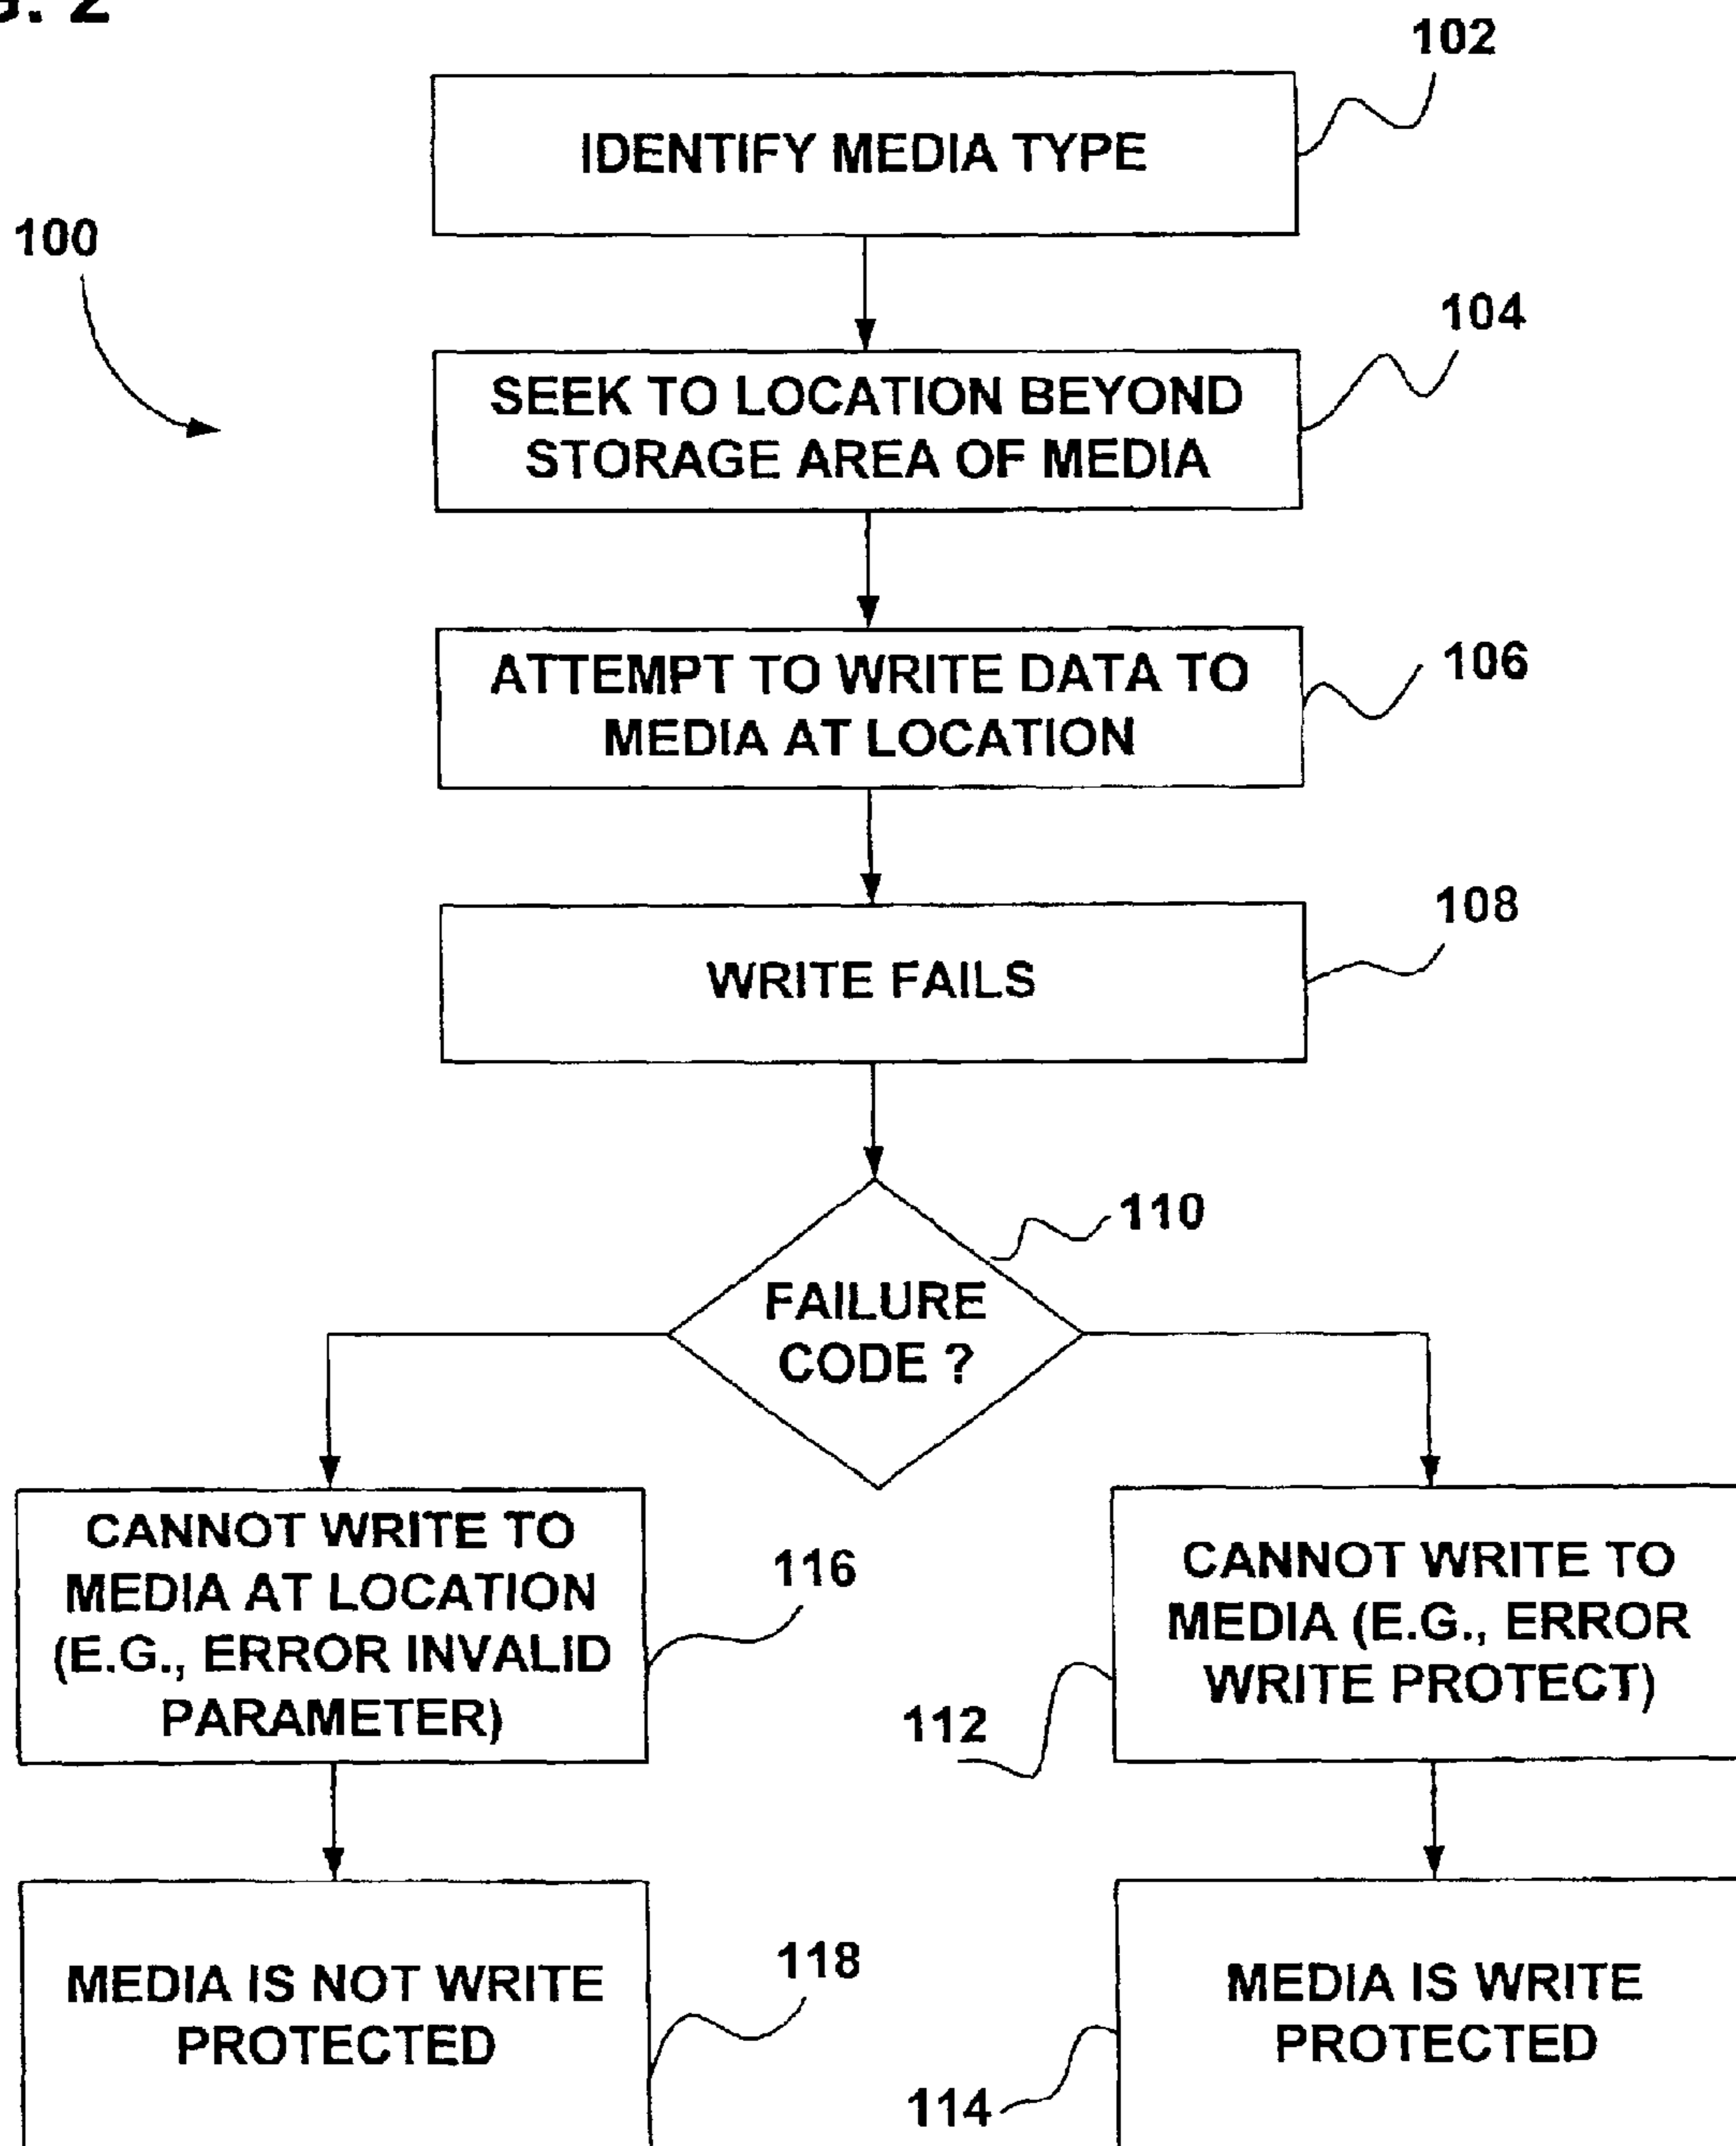 G. 2
102
IDENTIFY MEDIA TYPE
100
104
SEEK TO LOCATION BEYOND
STORAGE AREA OF MEDIA
106
ATTEMPT TO WRITE DATA TO
MEDIA AT LOCATION
108
WRITE FAILS
110
FAILURE
CODE ?
CANNOT WRITE TO
MEDIA AT LOCATION
(E.G., ERROR INVALID
PARAMETER)
116
CANNOT WRITE TO
MEDIA (E.G., ERROR
WRITE PROTECT)
112
MEDIA IS NOT WRITE
PROTECTED
118
MEDIA IS WRITE
PROTECTED
114